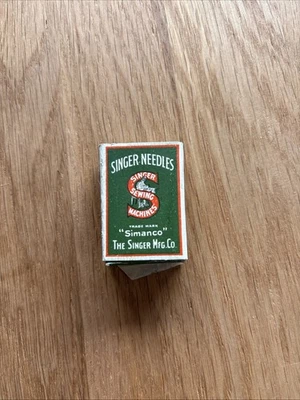 SINGER NEEDLES
SINGER
SEWING
MACHINES
TRADE MARK
"Simanco"
THE SINGER MFG. CO.